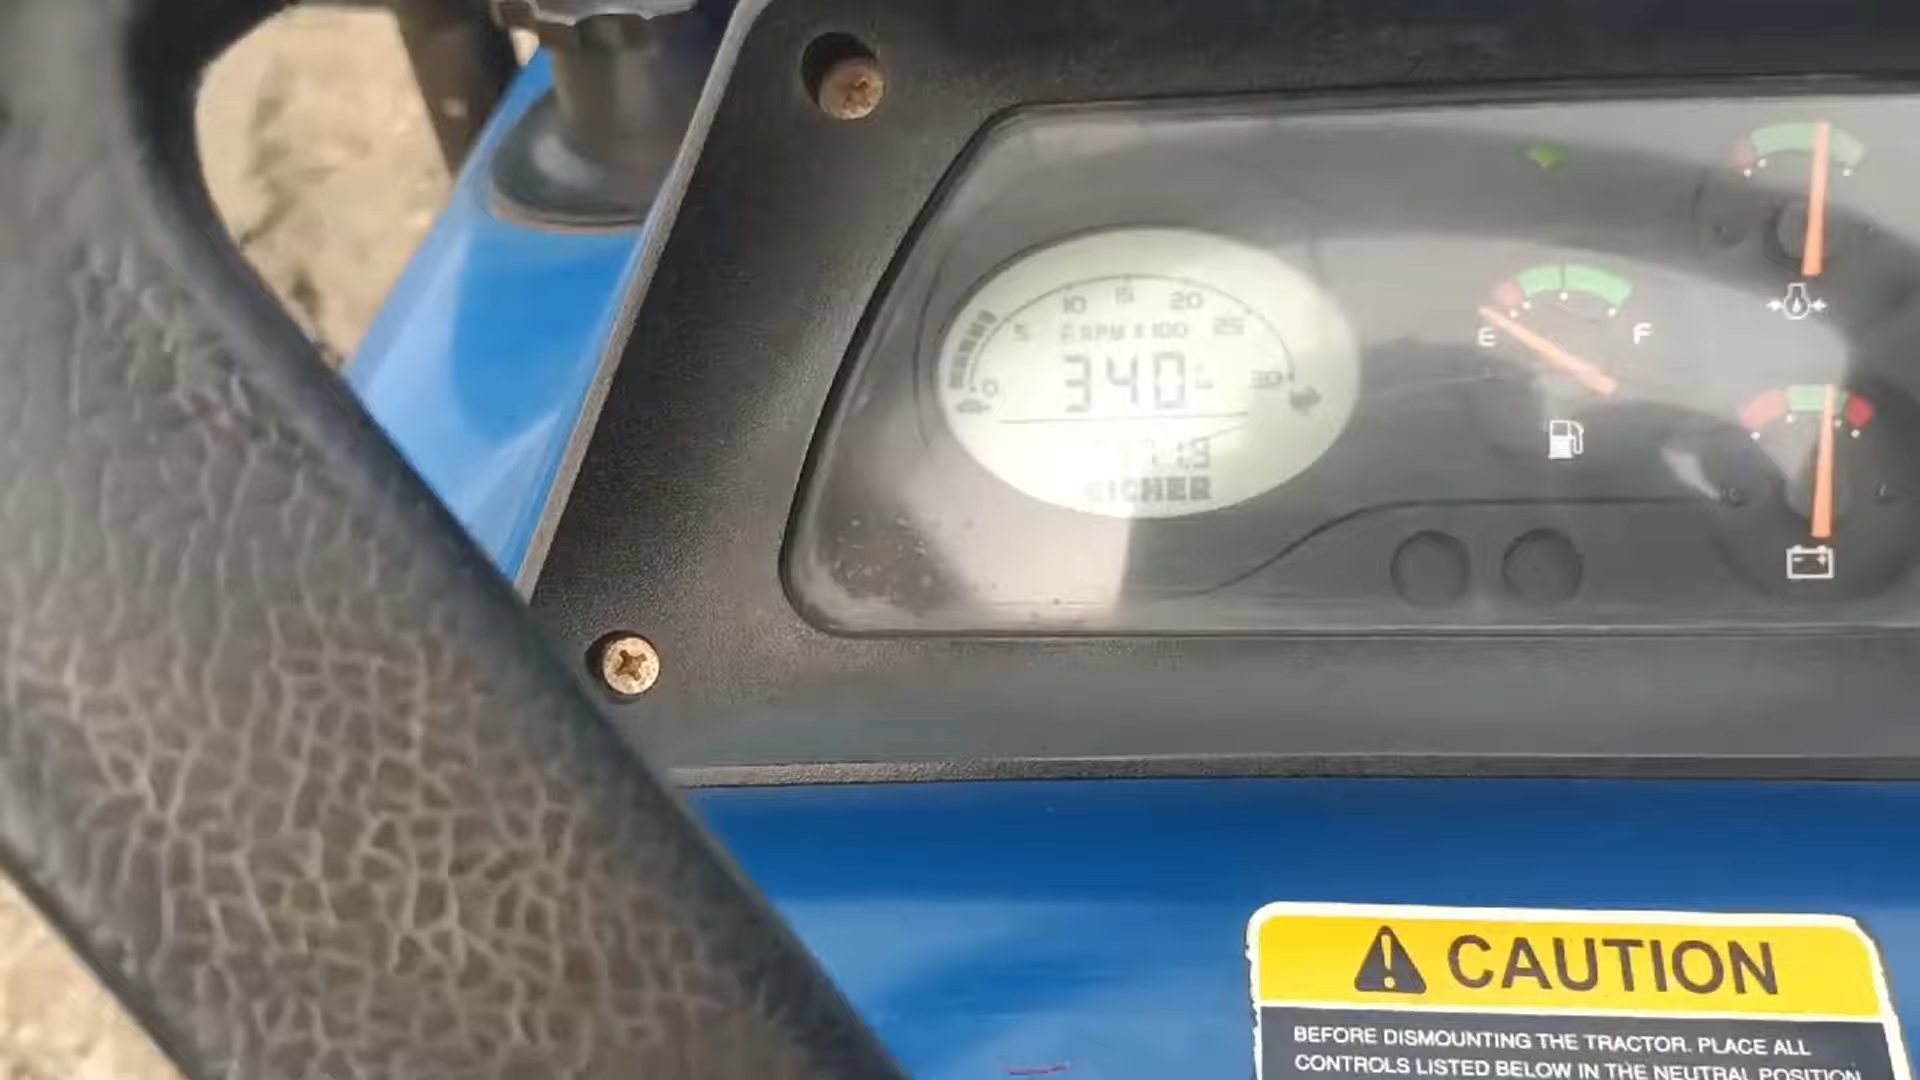 0 5 10 15 20 25 30
RPM X 100
340
EICHER
E F
CAUTION
BEFORE DISMOUNTING THE TRACTOR. PLACE ALL
CONTROLS LISTED BELOW IN THE NEUTRAL POSITION